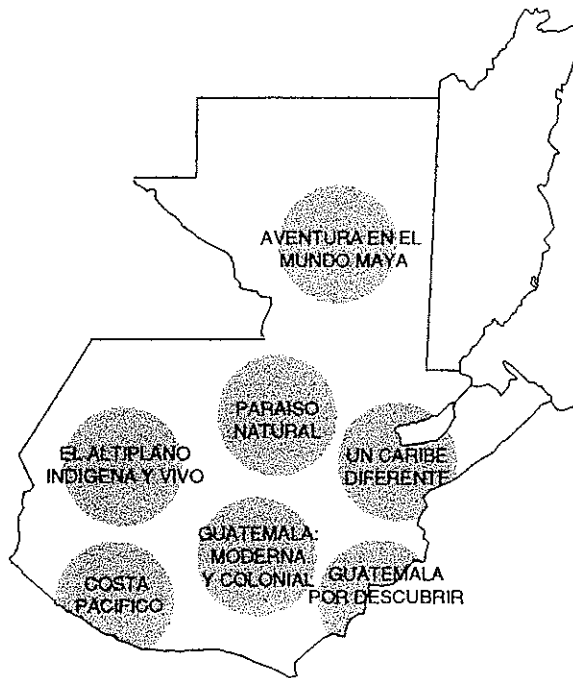 AVENTURA EN EL
MUNDO MAYA
PARAISO
NATURAL
EL ALTIPLANO
INDIGENA Y VIVO
UN CARIBE
DIFERENTE
GUATEMALA:
MODERNA
Y COLONIAL
COSTA
PACIFICO
GUATEMALA
POR DESCUBRIR